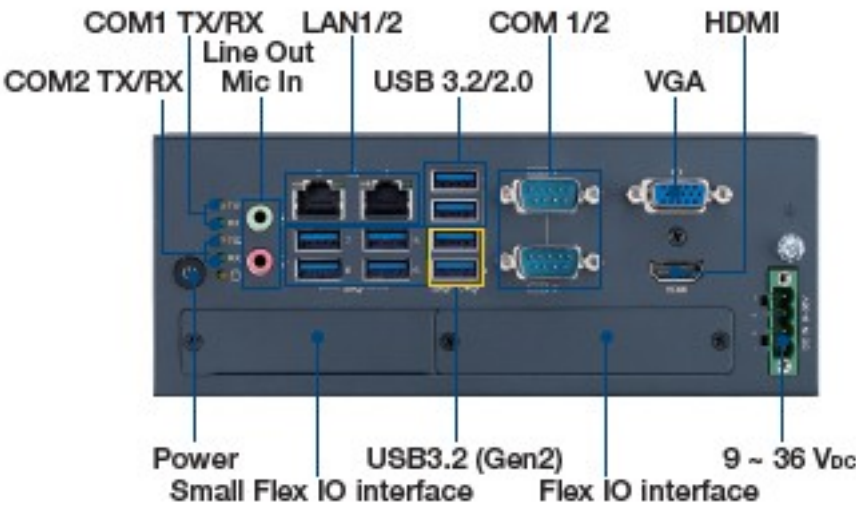 COM1 TX/RX LAN1/2 COM 1/2 HDMI
Line Out
COM2 TX/RX Mic In USB 3.2/2.0 VGA
Power USB3.2 (Gen2) 9 ~ 36 VDC
Small Flex IO interface Flex IO interface